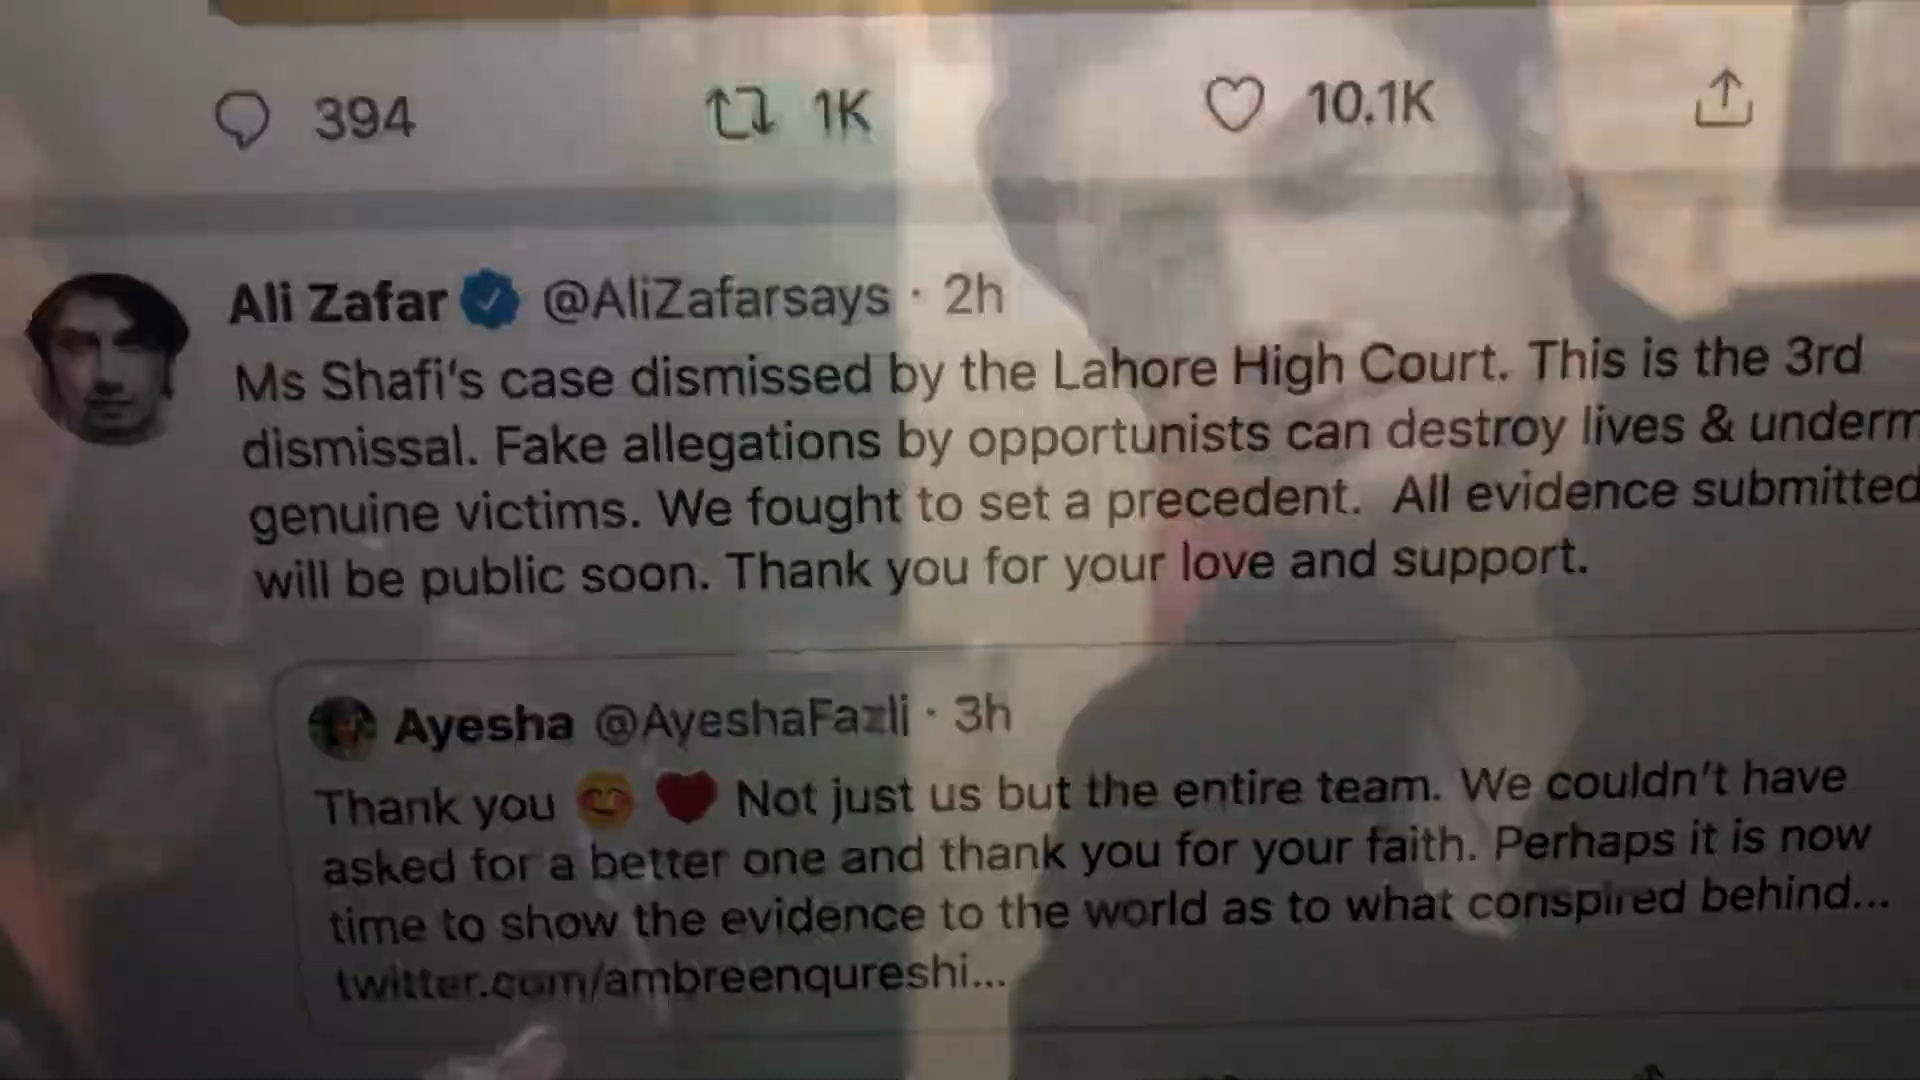 394 1K 10.1K
Ali Zafar @AliZafarsays · 2h
Ms Shafi's case dismissed by the Lahore High Court. This is the 3rd
dismissal. Fake allegations by opportunists can destroy lives & underm
genuine victims. We fought to set a precedent. All evidence submitted
will be public soon. Thank you for your love and support.
Ayesha @AyeshaFazli · 3h
Thank you 😊 ❤️ Not just us but the entire team. We couldn't have
asked for a better one and thank you for your faith. Perhaps it is now
time to show the evidence to the world as to what conspired behind...
twitter.com/ambreenqureshi...